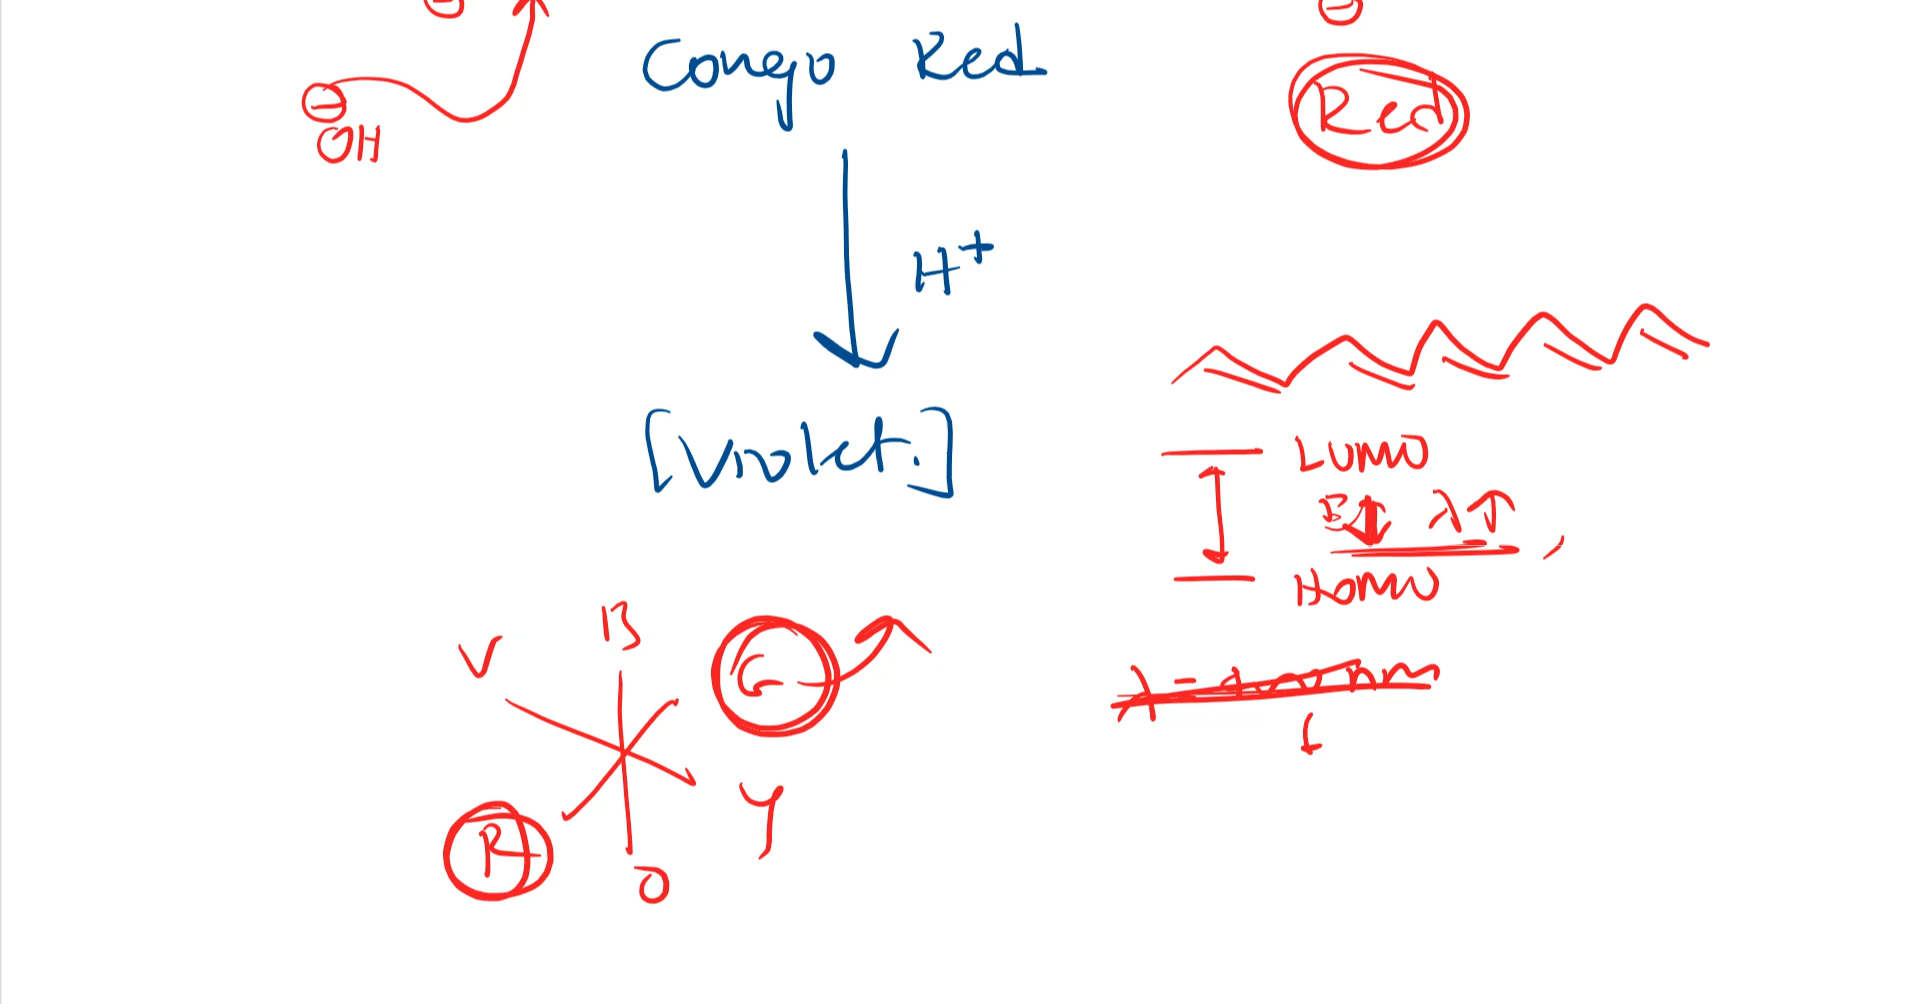 ⊖
⊖
Congo Red
Red
⊖
OH
H+
[Violet.]
LUMO
E↓ λ↑
HOMO
B
V
G
Y
R
O